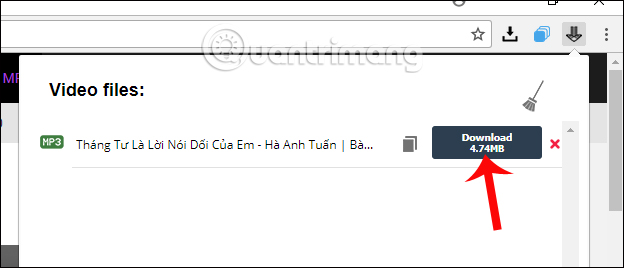 Quantrimang
MP
Video files:
MP3
Tháng Tư Là Lời Nói Dối Của Em - Hà Anh Tuấn | Bà...
Download
4.74MB